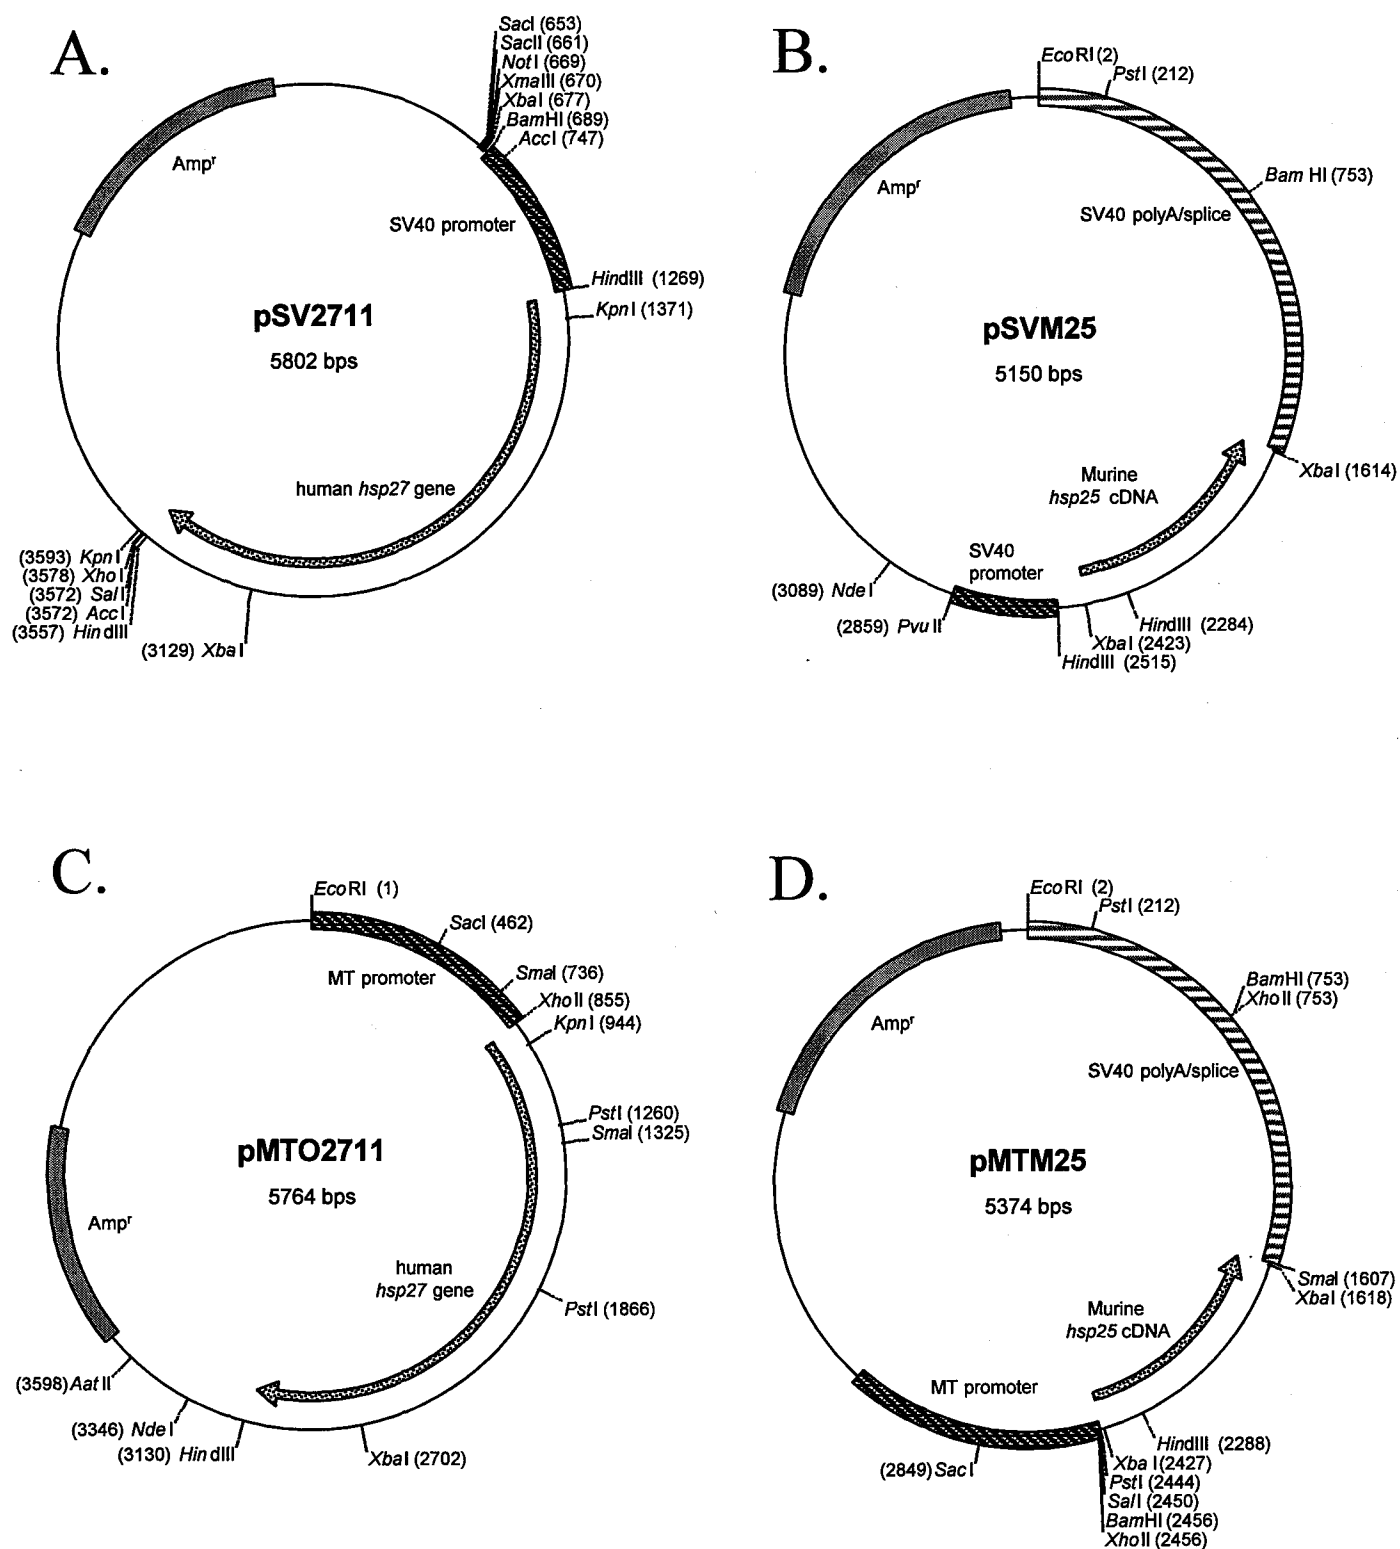 A.
SacI (653)
SacII (661)
NotI (669)
XmaIII (670)
XbaI (677)
BamHI (689)
AccI (747)
Ampʳ
SV40 promoter
HindIII (1269)
KpnI (1371)
pSV2711
5802 bps
human hsp27 gene
(3593) KpnI
(3578) XhoI
(3572) SalI
(3572) AccI
(3557) HindIII
(3129) XbaI
B.
EcoRI (2)
PstI (212)
Ampʳ
Bam HI (753)
SV40 polyA/splice
pSVM25
5150 bps
XbaI (1614)
Murine
hsp25 cDNA
SV40
promoter
(3089) NdeI
(2859) PvuII
HindIII (2284)
XbaI (2423)
HindIII (2515)
C.
EcoRI (1)
SacI (462)
MT promoter
SmaI (736)
XhoII (855)
KpnI (944)
PstI (1260)
SmaI (1325)
pMTO2711
5764 bps
Ampʳ
human
hsp27 gene
PstI (1866)
(3598) AatII
(3346) NdeI
(3130) HindIII
XbaI (2702)
D.
EcoRI (2)
PstI (212)
BamHI (753)
XhoII (753)
Ampʳ
SV40 polyA/splice
pMTM25
5374 bps
SmaI (1607)
XbaI (1618)
Murine
hsp25 cDNA
MT promoter
HindIII (2288)
(2849) SacI
XbaI (2427)
PstI (2444)
SalI (2450)
BamHI (2456)
XhoII (2456)